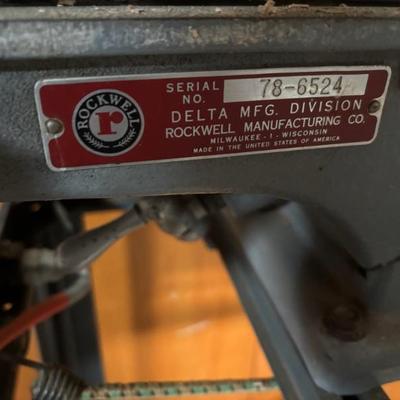 ROCKWELL
r
SERIAL NO. 78-6524
DELTA MFG. DIVISION
ROCKWELL MANUFACTURING CO.
MILWAUKEE - 1 - WISCONSIN
MADE IN THE UNITED STATES OF AMERICA